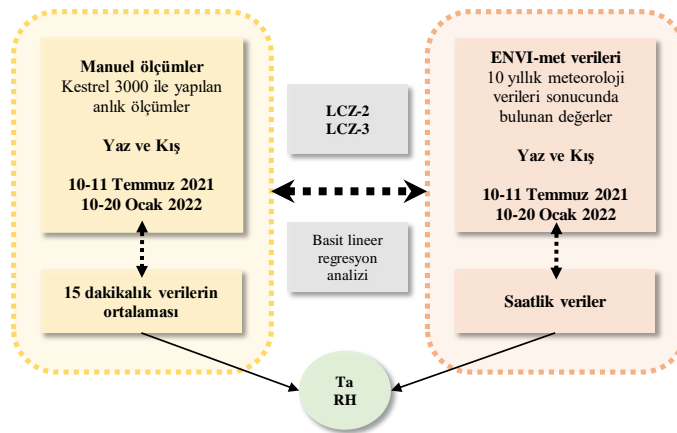 Manuel ölçümler
Kestrel 3000 ile yapılan
anlık ölçümler
Yaz ve Kış
10-11 Temmuz 2021
10-20 Ocak 2022
15 dakikalık verilerin
ortalaması
LCZ-2
LCZ-3
Basit lineer
regresyon
analizi
ENVI-met verileri
10 yıllık meteoroloji
verileri sonucunda
bulunan değerler
Yaz ve Kış
10-11 Temmuz 2021
10-20 Ocak 2022
Saatlik veriler
Ta
RH